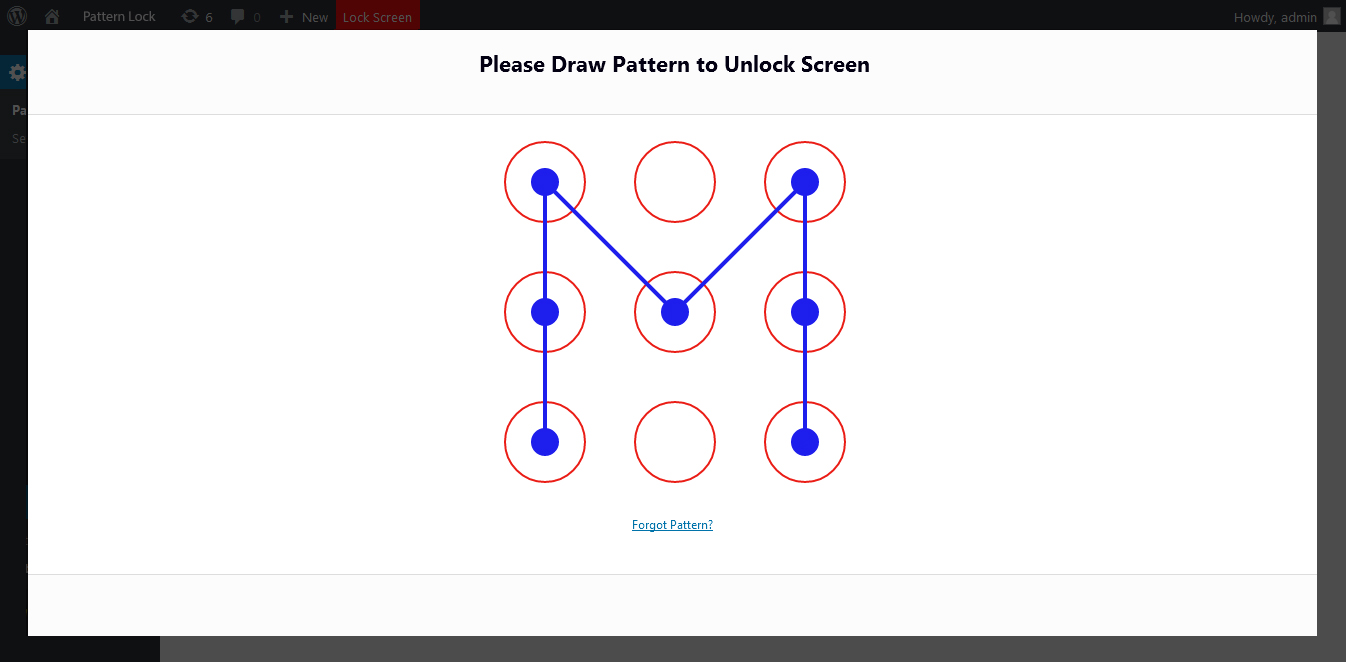 Pattern Lock 6 0 New Lock Screen Howdy, admin
Please Draw Pattern to Unlock Screen
Pa
Se
Forgot Pattern?